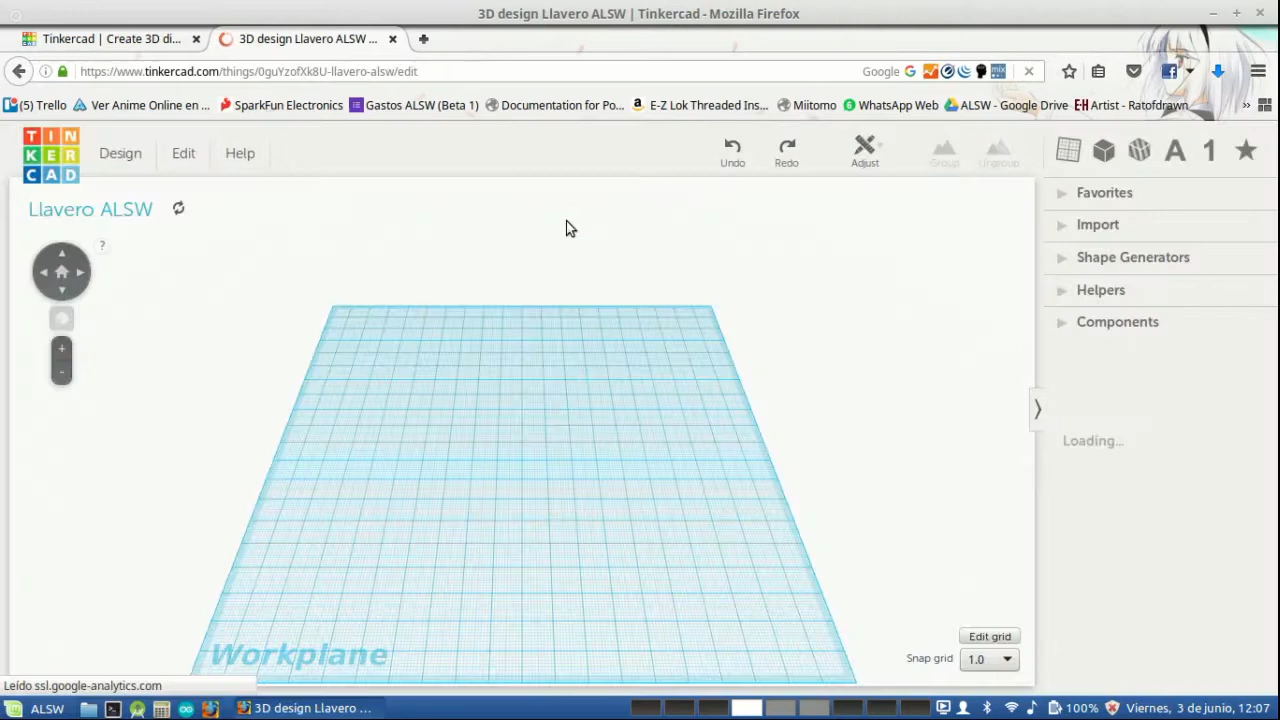 3D design Llavero ALSW | Tinkercad - Mozilla Firefox
Tinkercad | Create 3D di...
3D design Llavero ALSW ...
https://www.tinkercad.com/things/0guYzofXk8U-llavero-alsw/edit
Google
(5) Trello
Ver Anime Online en ...
SparkFun Electronics
Gastos ALSW (Beta 1)
Documentation for Po...
E-Z Lok Threaded Ins...
Miitomo
WhatsApp Web
ALSW - Google Drive
Artist - Ratofdrawn
TIN
KER
CAD
Design
Edit
Help
Undo
Redo
Adjust
Group
Ungroup
A
1
Llavero ALSW
?
+
-
Favorites
Import
Shape Generators
Helpers
Components
Loading...
Workplane
Edit grid
Snap grid
1.0
Leído ssl.google-analytics.com
ALSW
3D design Llavero ...
100%
Viernes, 3 de junio, 12:07